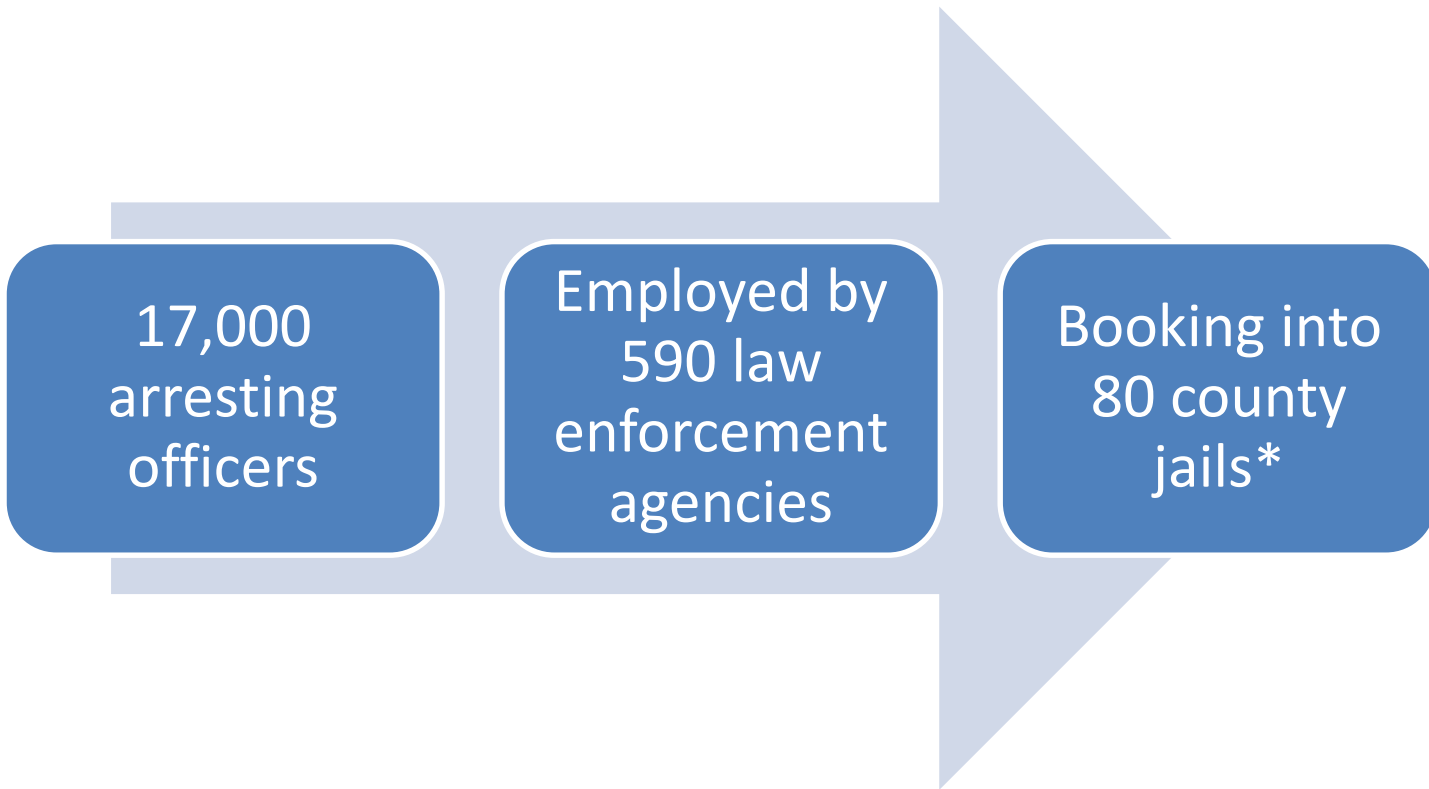 17,000
arresting
officers
Employed by
590 law
enforcement
agencies
Booking into
80 county
jails*